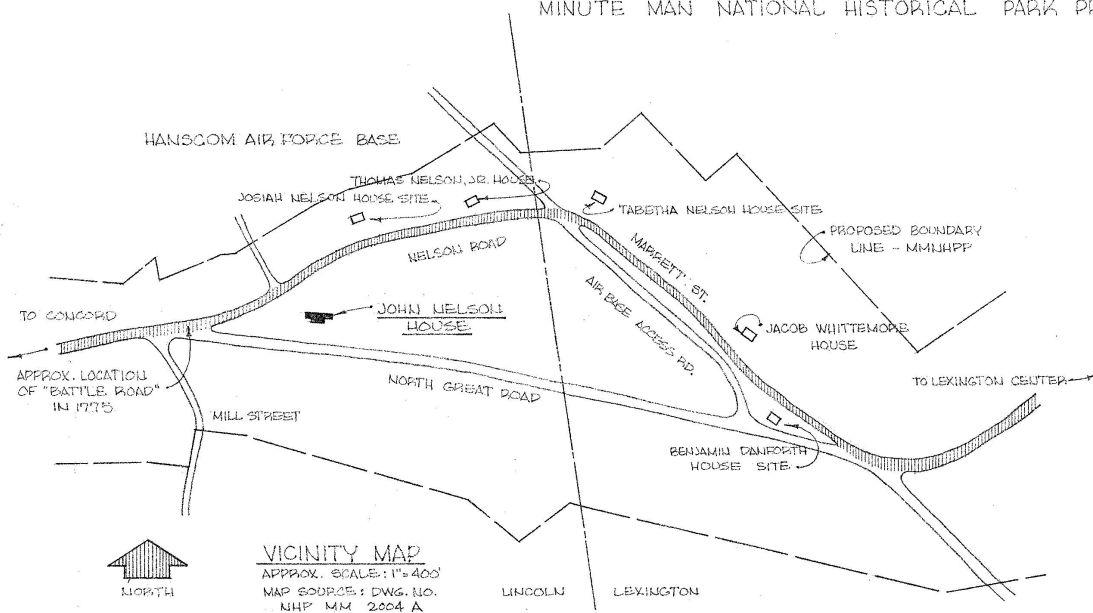 MINUTE MAN NATIONAL HISTORICAL PARK
HANSCOM AIR FORCE BASE
THOMAS NELSON, JR. HOUSE
JOSIAH NELSON HOUSE SITE
TABETHA NELSON HOUSE SITE
PROPOSED BOUNDARY
LINE - MMNHPP
NELSON ROAD
MARRETT ST.
AIR BASE ACCESS RD.
TO CONCORD
JOHN NELSON
HOUSE
JACOB WHITTEMORE
HOUSE
APPROX. LOCATION
OF "BATTLE ROAD"
IN 1775
NORTH GREAT ROAD
TO LEXINGTON CENTER
MILL STREET
BENJAMIN DANFORTH
HOUSE SITE
NORTH
VICINITY MAP
APPROX. SCALE: 1"=400'
MAP SOURCE: DWG. NO.
NHP MM 2004 A
LINCOLN
LEXINGTON